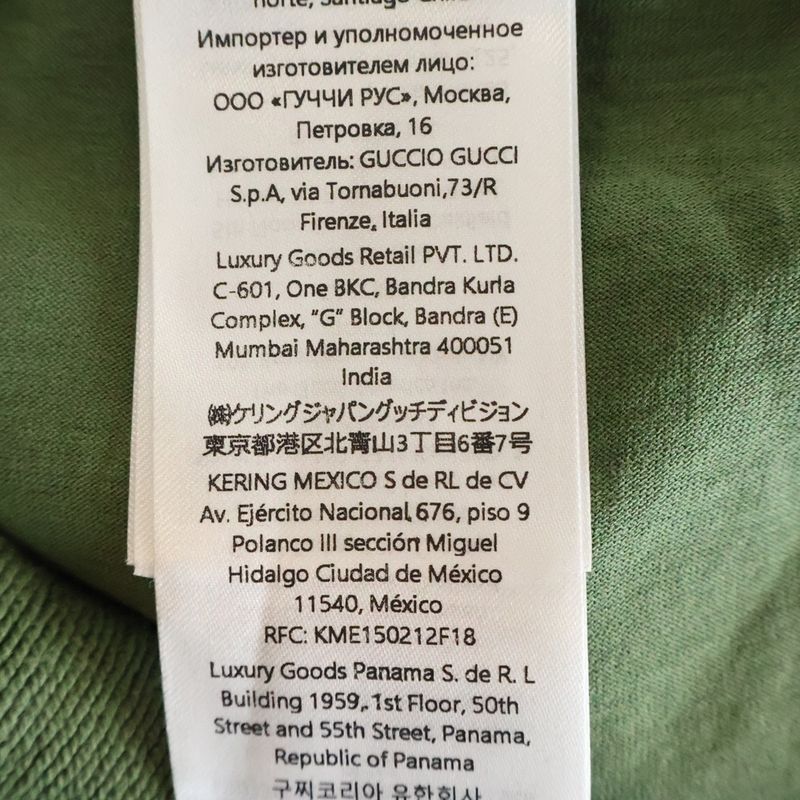 norte, Santiago Chile
Импортер и уполномоченное
изготовителем лицо:
ООО «ГУЧЧИ РУС», Москва,
Петровка, 16
Изготовитель: GUCCIO GUCCI
S.p.A, via Tornabuoni,73/R
Firenze, Italia
Luxury Goods Retail PVT. LTD.
C-601, One BKC, Bandra Kurla
Complex, “G” Block, Bandra (E)
Mumbai Maharashtra 400051
India
㈱ケリングジャパングッチディビジョン
東京都港区北青山3丁目6番7号
KERING MEXICO S de RL de CV
Av. Ejército Nacional,676, piso 9
Polanco III sección Miguel
Hidalgo Ciudad de México
11540, México
RFC: KME150212F18
Luxury Goods Panama S. de R. L
Building 1959,.1st Floor, 50th
Street and 55th Street, Panama,
Republic of Panama
구찌코리아 유한회사